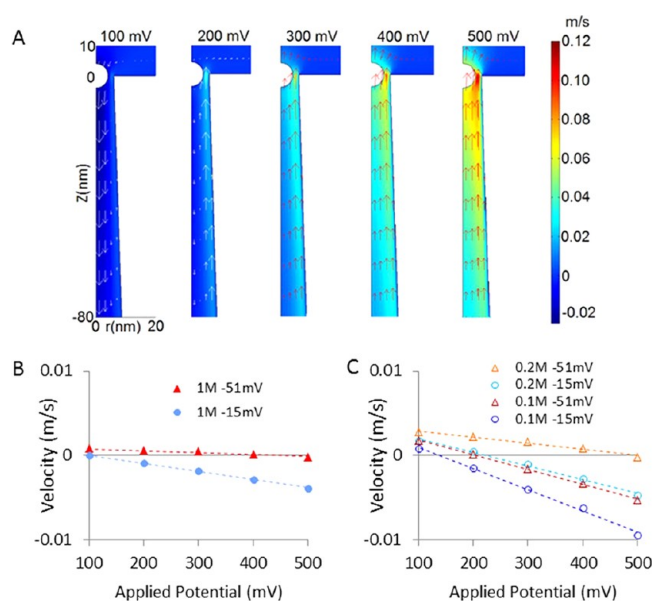 A
100 mV 200 mV 300 mV 400 mV 500 mV
m/s
10
0
Z(nm)
-80
0 r(nm) 20
0.12
0.10
0.08
0.06
0.04
0.02
0
-0.02
B
0.01
0
-0.01
Velocity (m/s)
1M -51mV
1M -15mV
100 200 300 400 500
Applied Potential (mV)
C
0.01
0
-0.01
Velocity (m/s)
0.2M -51mV
0.2M -15mV
0.1M -51mV
0.1M -15mV
100 200 300 400 500
Applied Potential (mV)